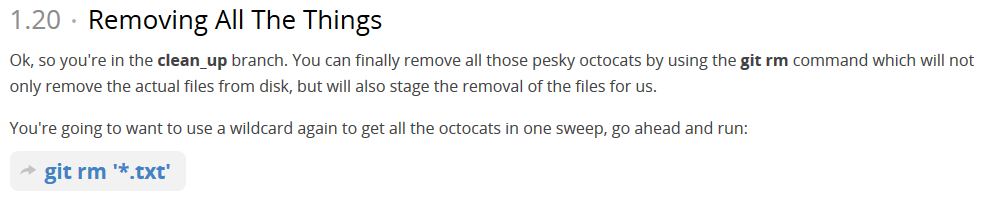 1.20 · Removing All The Things
Ok, so you're in the clean_up branch. You can finally remove all those pesky octocats by using the git rm command which will not
only remove the actual files from disk, but will also stage the removal of the files for us.
You're going to want to use a wildcard again to get all the octocats in one sweep, go ahead and run:
git rm '*.txt'